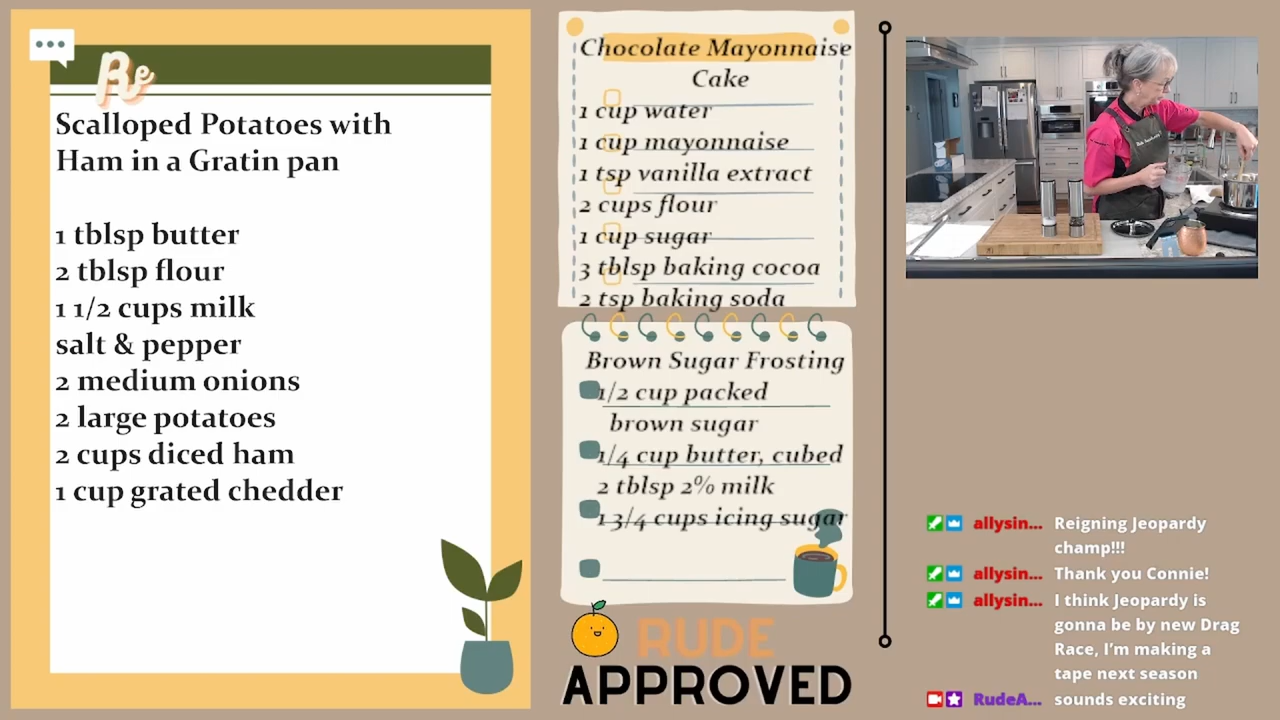 Re
Scalloped Potatoes with
Ham in a Gratin pan
1 tblsp butter
2 tblsp flour
1 1/2 cups milk
salt & pepper
2 medium onions
2 large potatoes
2 cups diced ham
1 cup grated chedder
Chocolate Mayonnaise
Cake
1 cup water
1 cup mayonnaise
1 tsp vanilla extract
2 cups flour
1 cup sugar
3 tblsp baking cocoa
2 tsp baking soda
Brown Sugar Frosting
1/2 cup packed
brown sugar
1/4 cup butter, cubed
2 tblsp 2% milk
1 3/4 cups icing sugar
RUDE
APPROVED
allysin... Reigning Jeopardy
champ!!!
allysin... Thank you Connie!
allysin... I think Jeopardy is
gonna be by new Drag
Race, I'm making a
tape next season
RudeA... sounds exciting